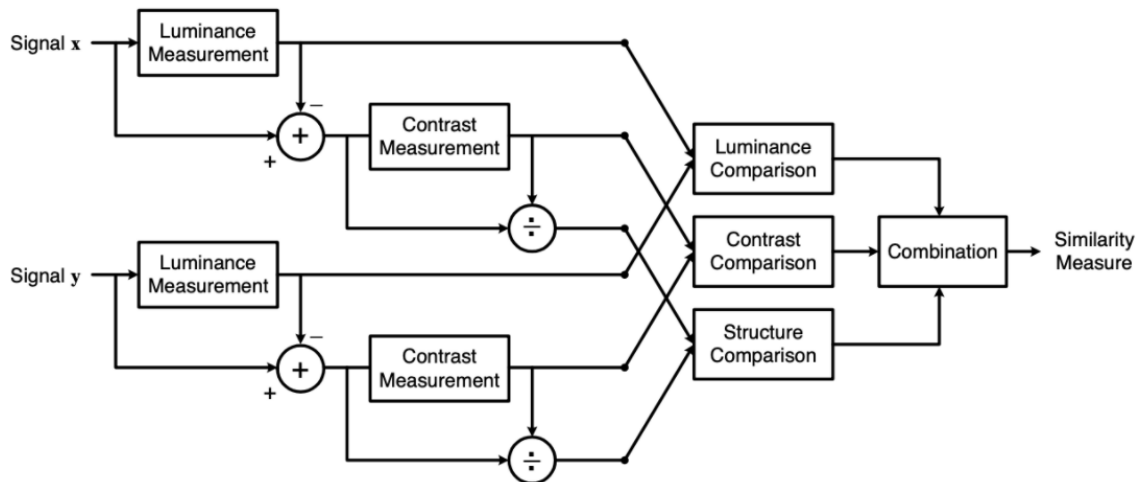 Signal x
Luminance
Measurement
−
+
+
Contrast
Measurement
÷
Signal y
Luminance
Measurement
−
+
+
Contrast
Measurement
÷
Luminance
Comparison
Contrast
Comparison
Structure
Comparison
Combination
Similarity
Measure